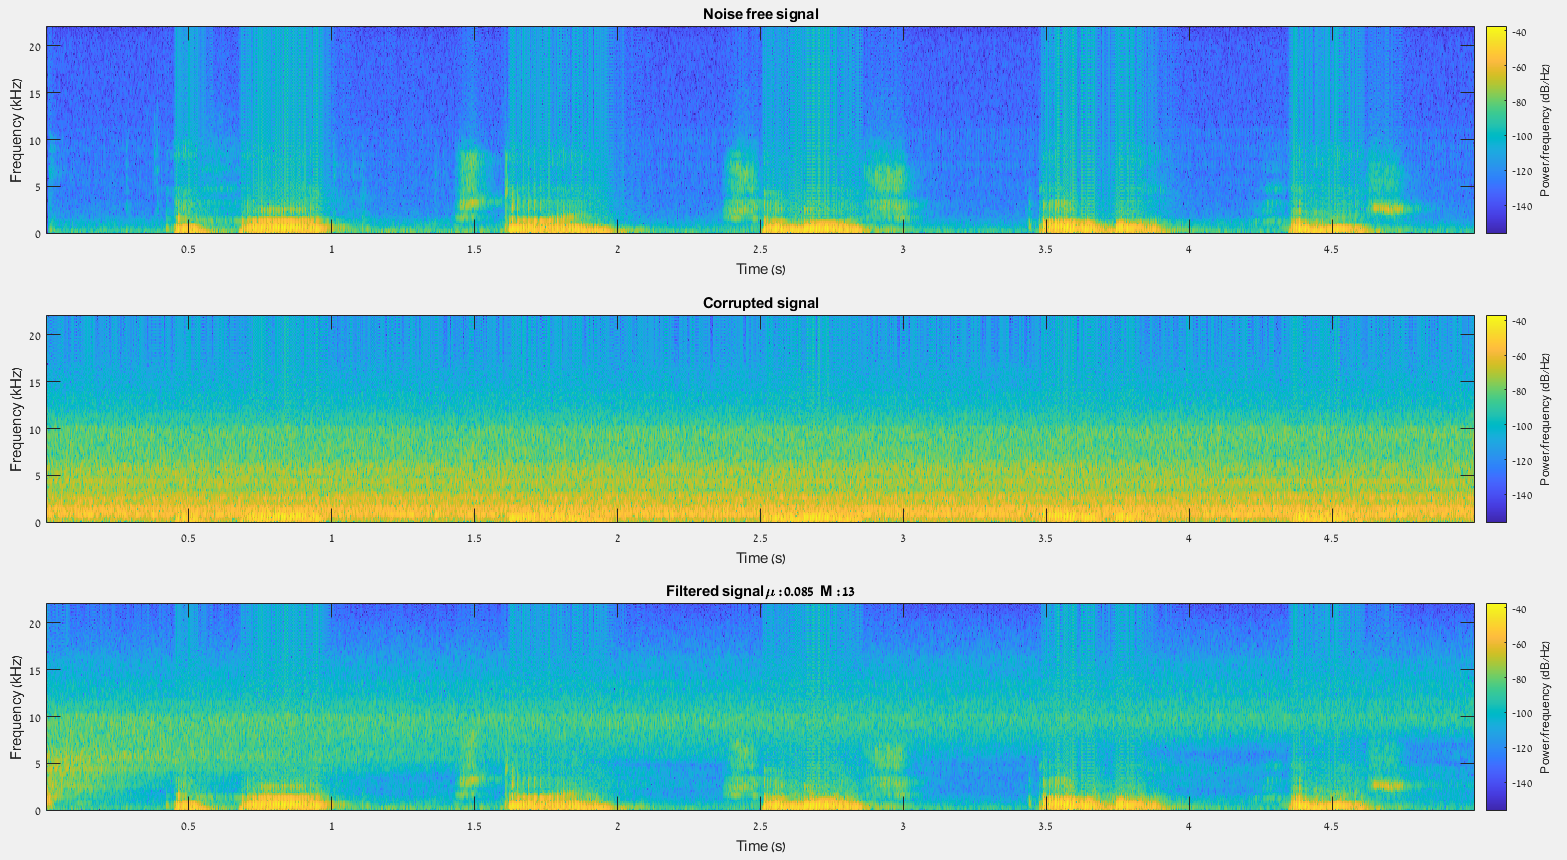 Noise free signal
20
15
10
5
0
Frequency (kHz)
0.5 1 1.5 2 2.5 3 3.5 4 4.5
Time (s)
-40
-60
-80
-100
-120
-140
Power/frequency (dB/Hz)
Corrupted signal
20
15
10
5
0
Frequency (kHz)
0.5 1 1.5 2 2.5 3 3.5 4 4.5
Time (s)
-40
-60
-80
-100
-120
-140
Power/frequency (dB/Hz)
Filtered signal μ : 0.085 M : 13
20
15
10
5
0
Frequency (kHz)
0.5 1 1.5 2 2.5 3 3.5 4 4.5
Time (s)
-40
-60
-80
-100
-120
-140
Power/frequency (dB/Hz)